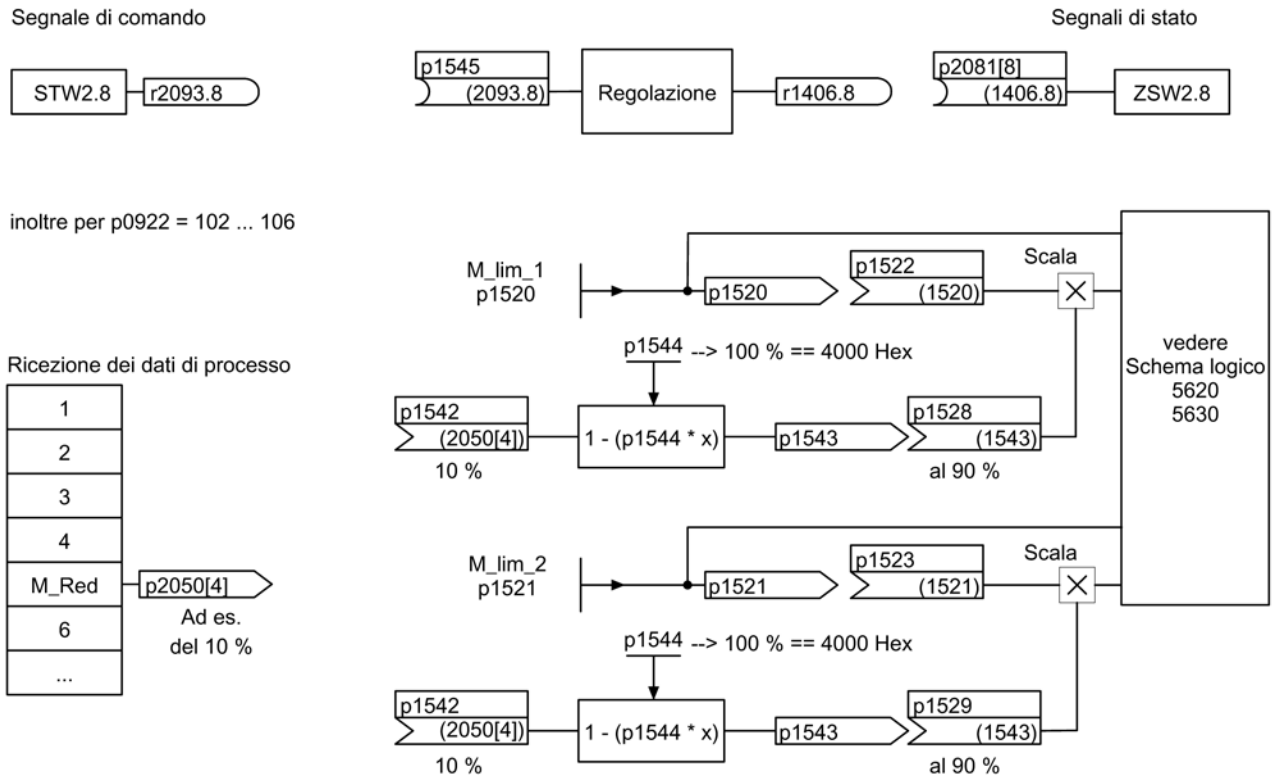 Segnale di comando
Segnali di stato
STW2.8
r2093.8
p1545
(2093.8)
Regolazione
r1406.8
p2081[8]
(1406.8)
ZSW2.8
inoltre per p0922 = 102 ... 106
M_lim_1
p1520
p1520
p1522
(1520)
Scala
p1544 --> 100 % == 4000 Hex
p1542
(2050[4])
10 %
1 - (p1544 * x)
p1543
p1528
(1543)
al 90 %
vedere
Schema logico
5620
5630
Ricezione dei dati di processo
1
2
3
4
M_Red
6
...
p2050[4]
Ad es.
del 10 %
M_lim_2
p1521
p1521
p1523
(1521)
Scala
p1544 --> 100 % == 4000 Hex
p1542
(2050[4])
10 %
1 - (p1544 * x)
p1543
p1529
(1543)
al 90 %